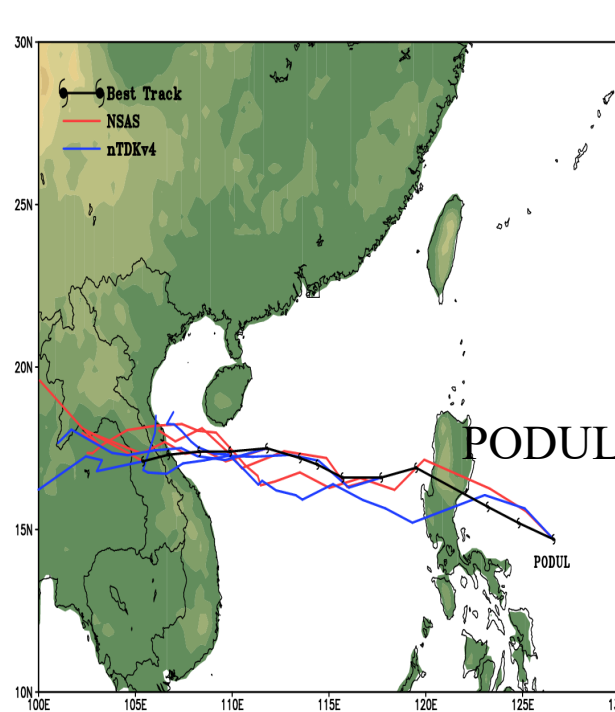 30N
Best Track
NSAS
nTDKv4
25N
20N
PODUL
15N
PODUL
10N
100E 105E 110E 115E 120E 125E